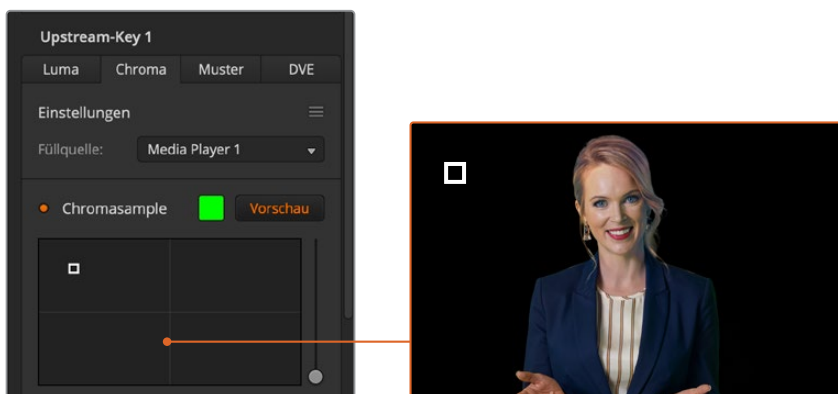 Upstream-Key 1
Luma Chroma Muster DVE
Einstellungen
Füllquelle: Media Player 1
Chromasample Vorschau